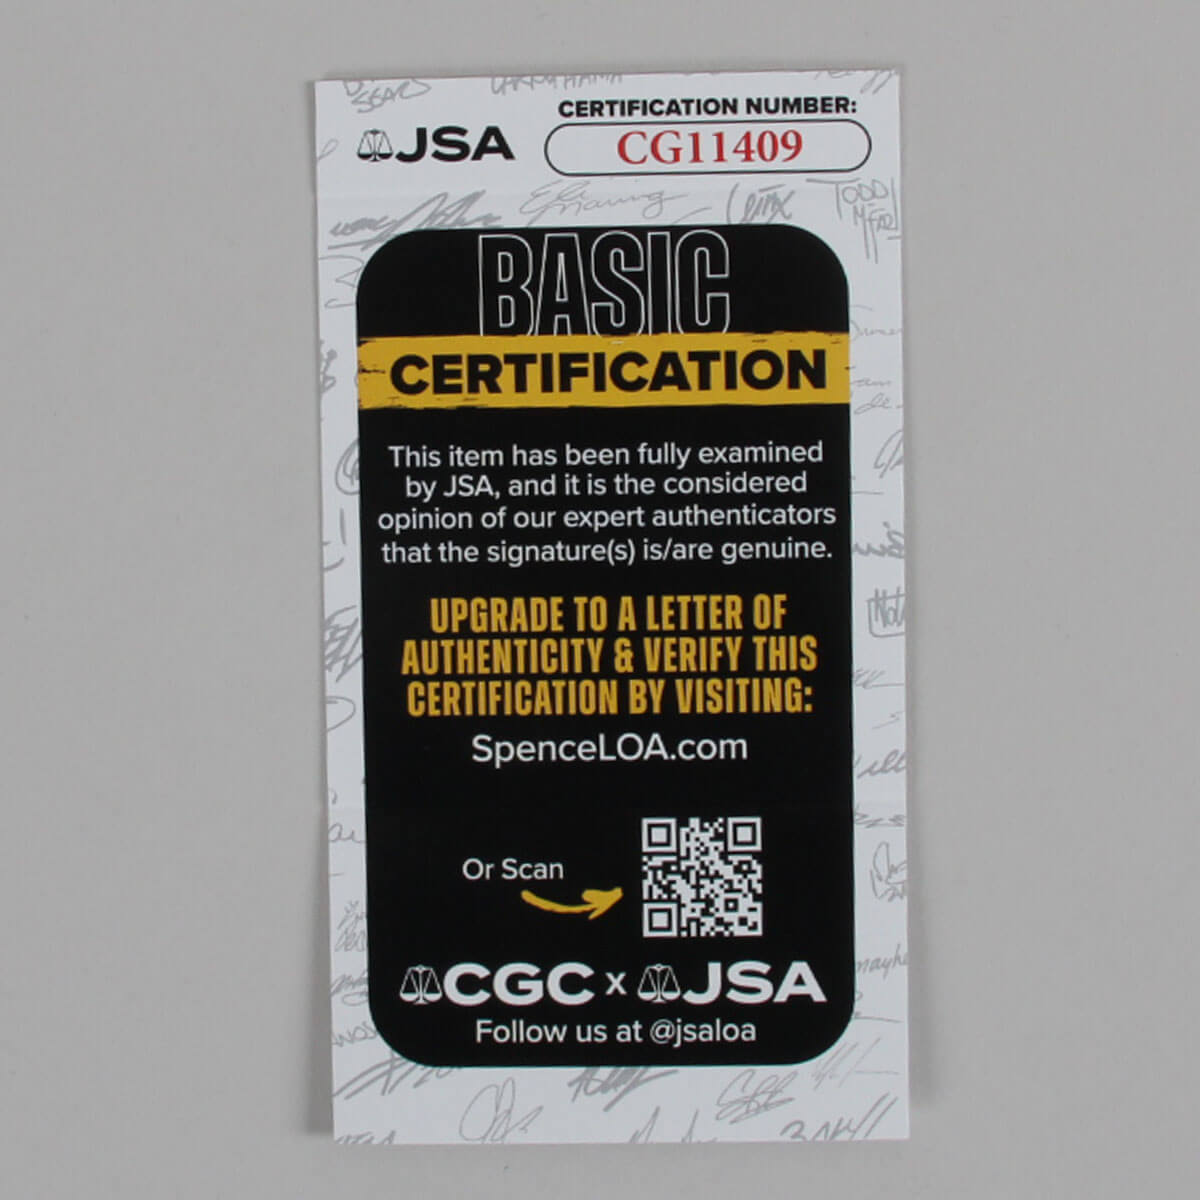 JSA
CERTIFICATION NUMBER:
CG11409
BASIC
CERTIFICATION
This item has been fully examined
by JSA, and it is the considered
opinion of our expert authenticators
that the signature(s) is/are genuine.
UPGRADE TO A LETTER OF
AUTHENTICITY & VERIFY THIS
CERTIFICATION BY VISITING:
SpenceLOA.com
Or Scan
CGC x JSA
Follow us at @jsaloa